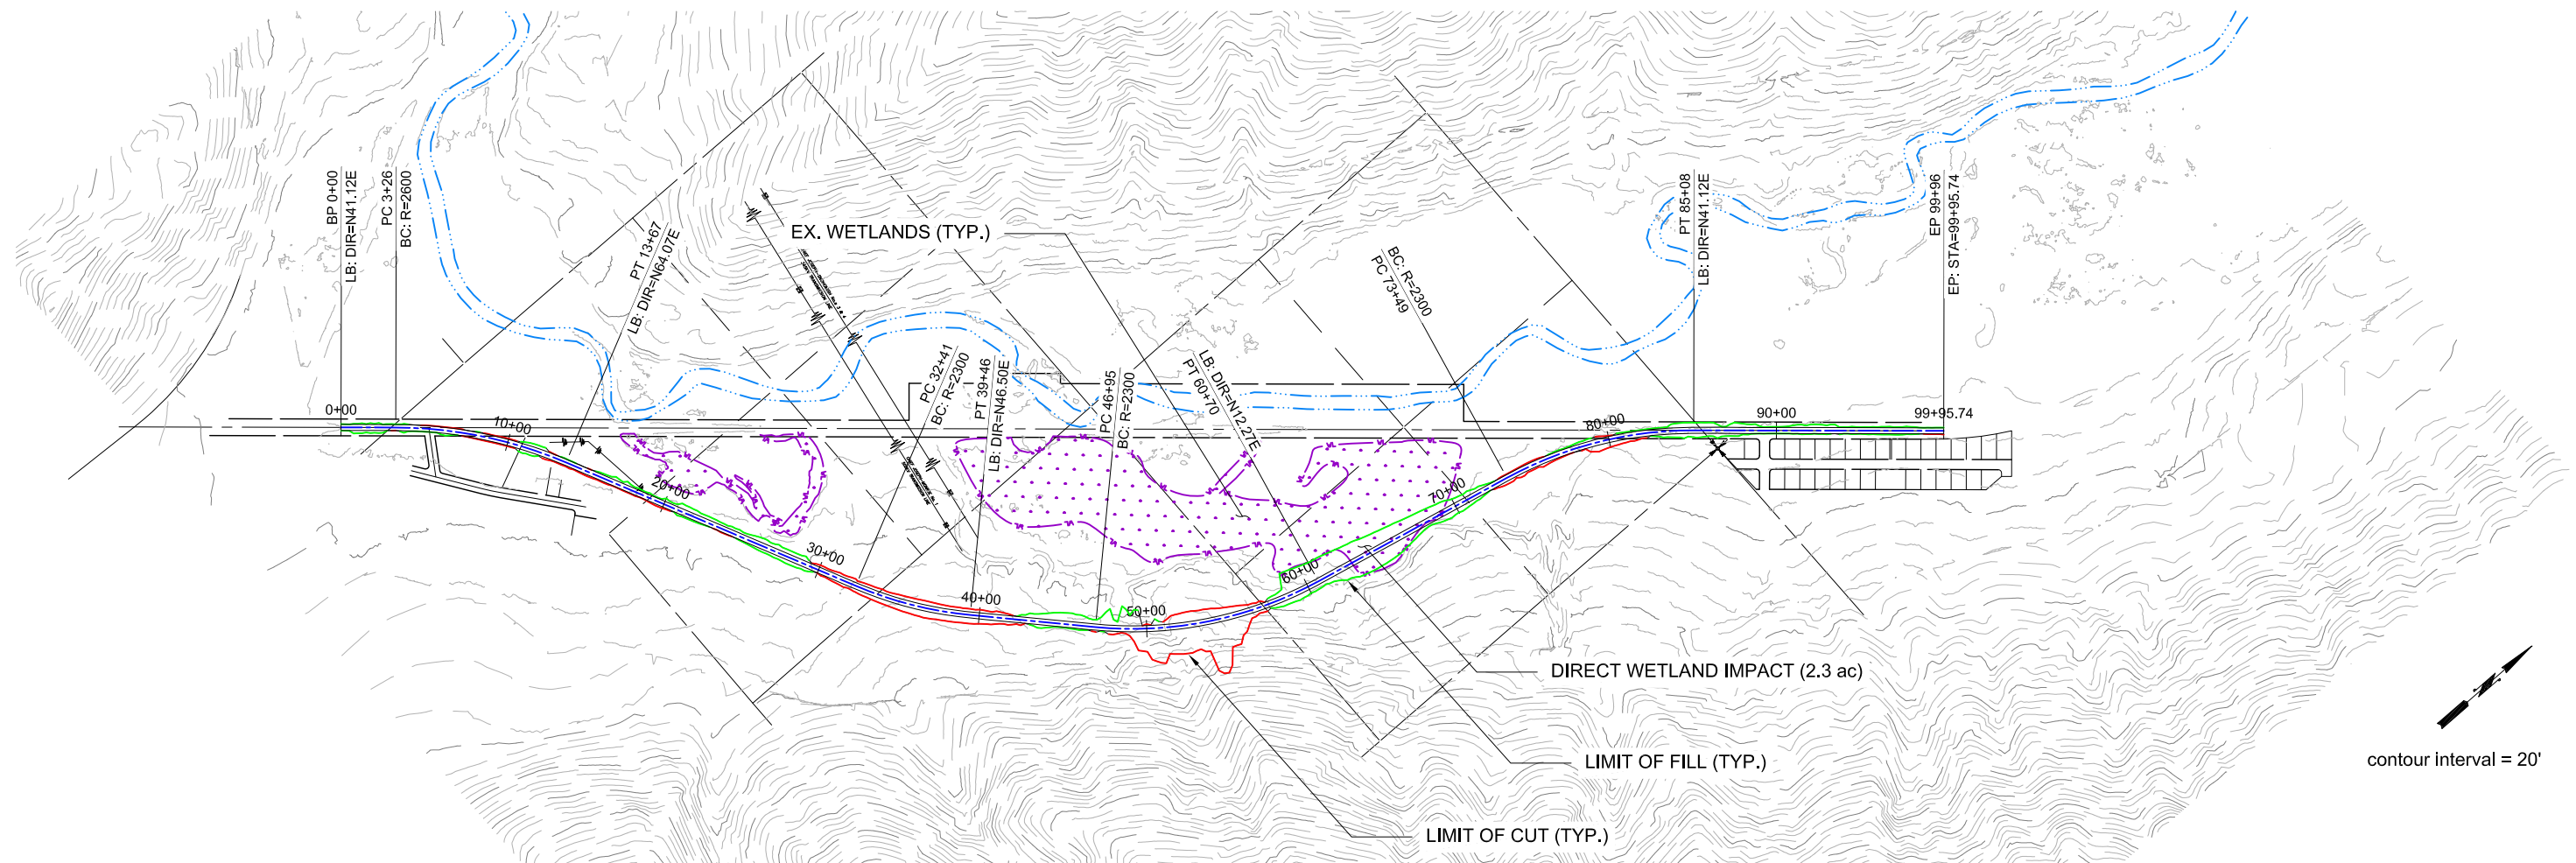 BP 0+00
LB: DIR=N41.12E
PC 3+26
BC: R=2600
PT 13+67
LB: DIR=N64.07E
EX. WETLANDS (TYP.)
PC 32+41
BC: R=2300
PT 39+46
LB: DIR=N46.50E
PC 46+95
BC: R=2300
LB: DIR=N12.27E
PT 60+70
BC: R=2300
PC 73+49
PT 85+08
LB: DIR=N41.12E
EP 99+96
EP: STA=99+95.74
0+00
10+00
20+00
30+00
40+00
50+00
60+00
70+00
80+00
90+00
99+95.74
DIRECT WETLAND IMPACT (2.3 ac)
LIMIT OF FILL (TYP.)
LIMIT OF CUT (TYP.)
contour interval = 20'